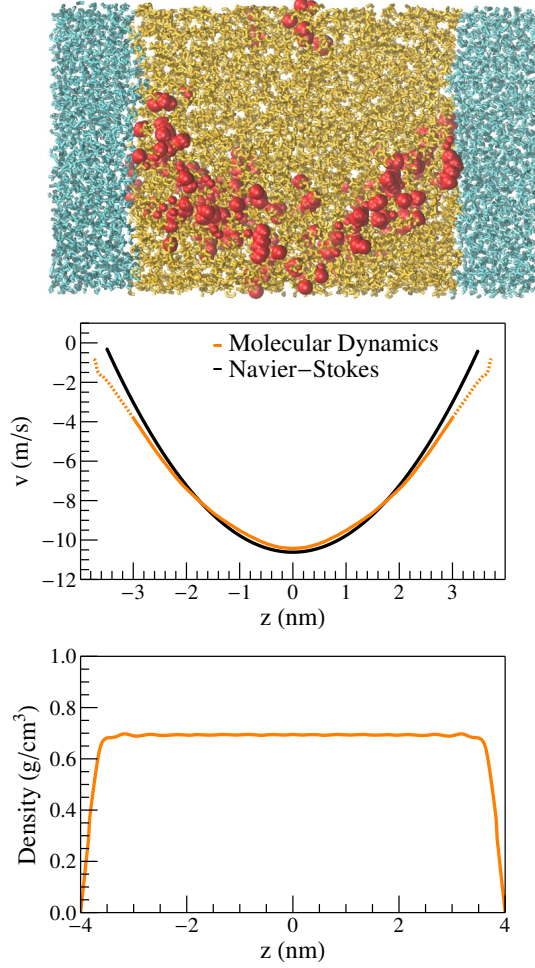 0
−2
−4
−6
−8
−10
−12
v (m/s)
Molecular Dynamics
Navier−Stokes
−3 −2 −1 0 1 2 3
z (nm)
1.0
0.8
0.6
0.4
0.2
0.0
Density (g/cm³)
−4 −2 0 2 4
z (nm)